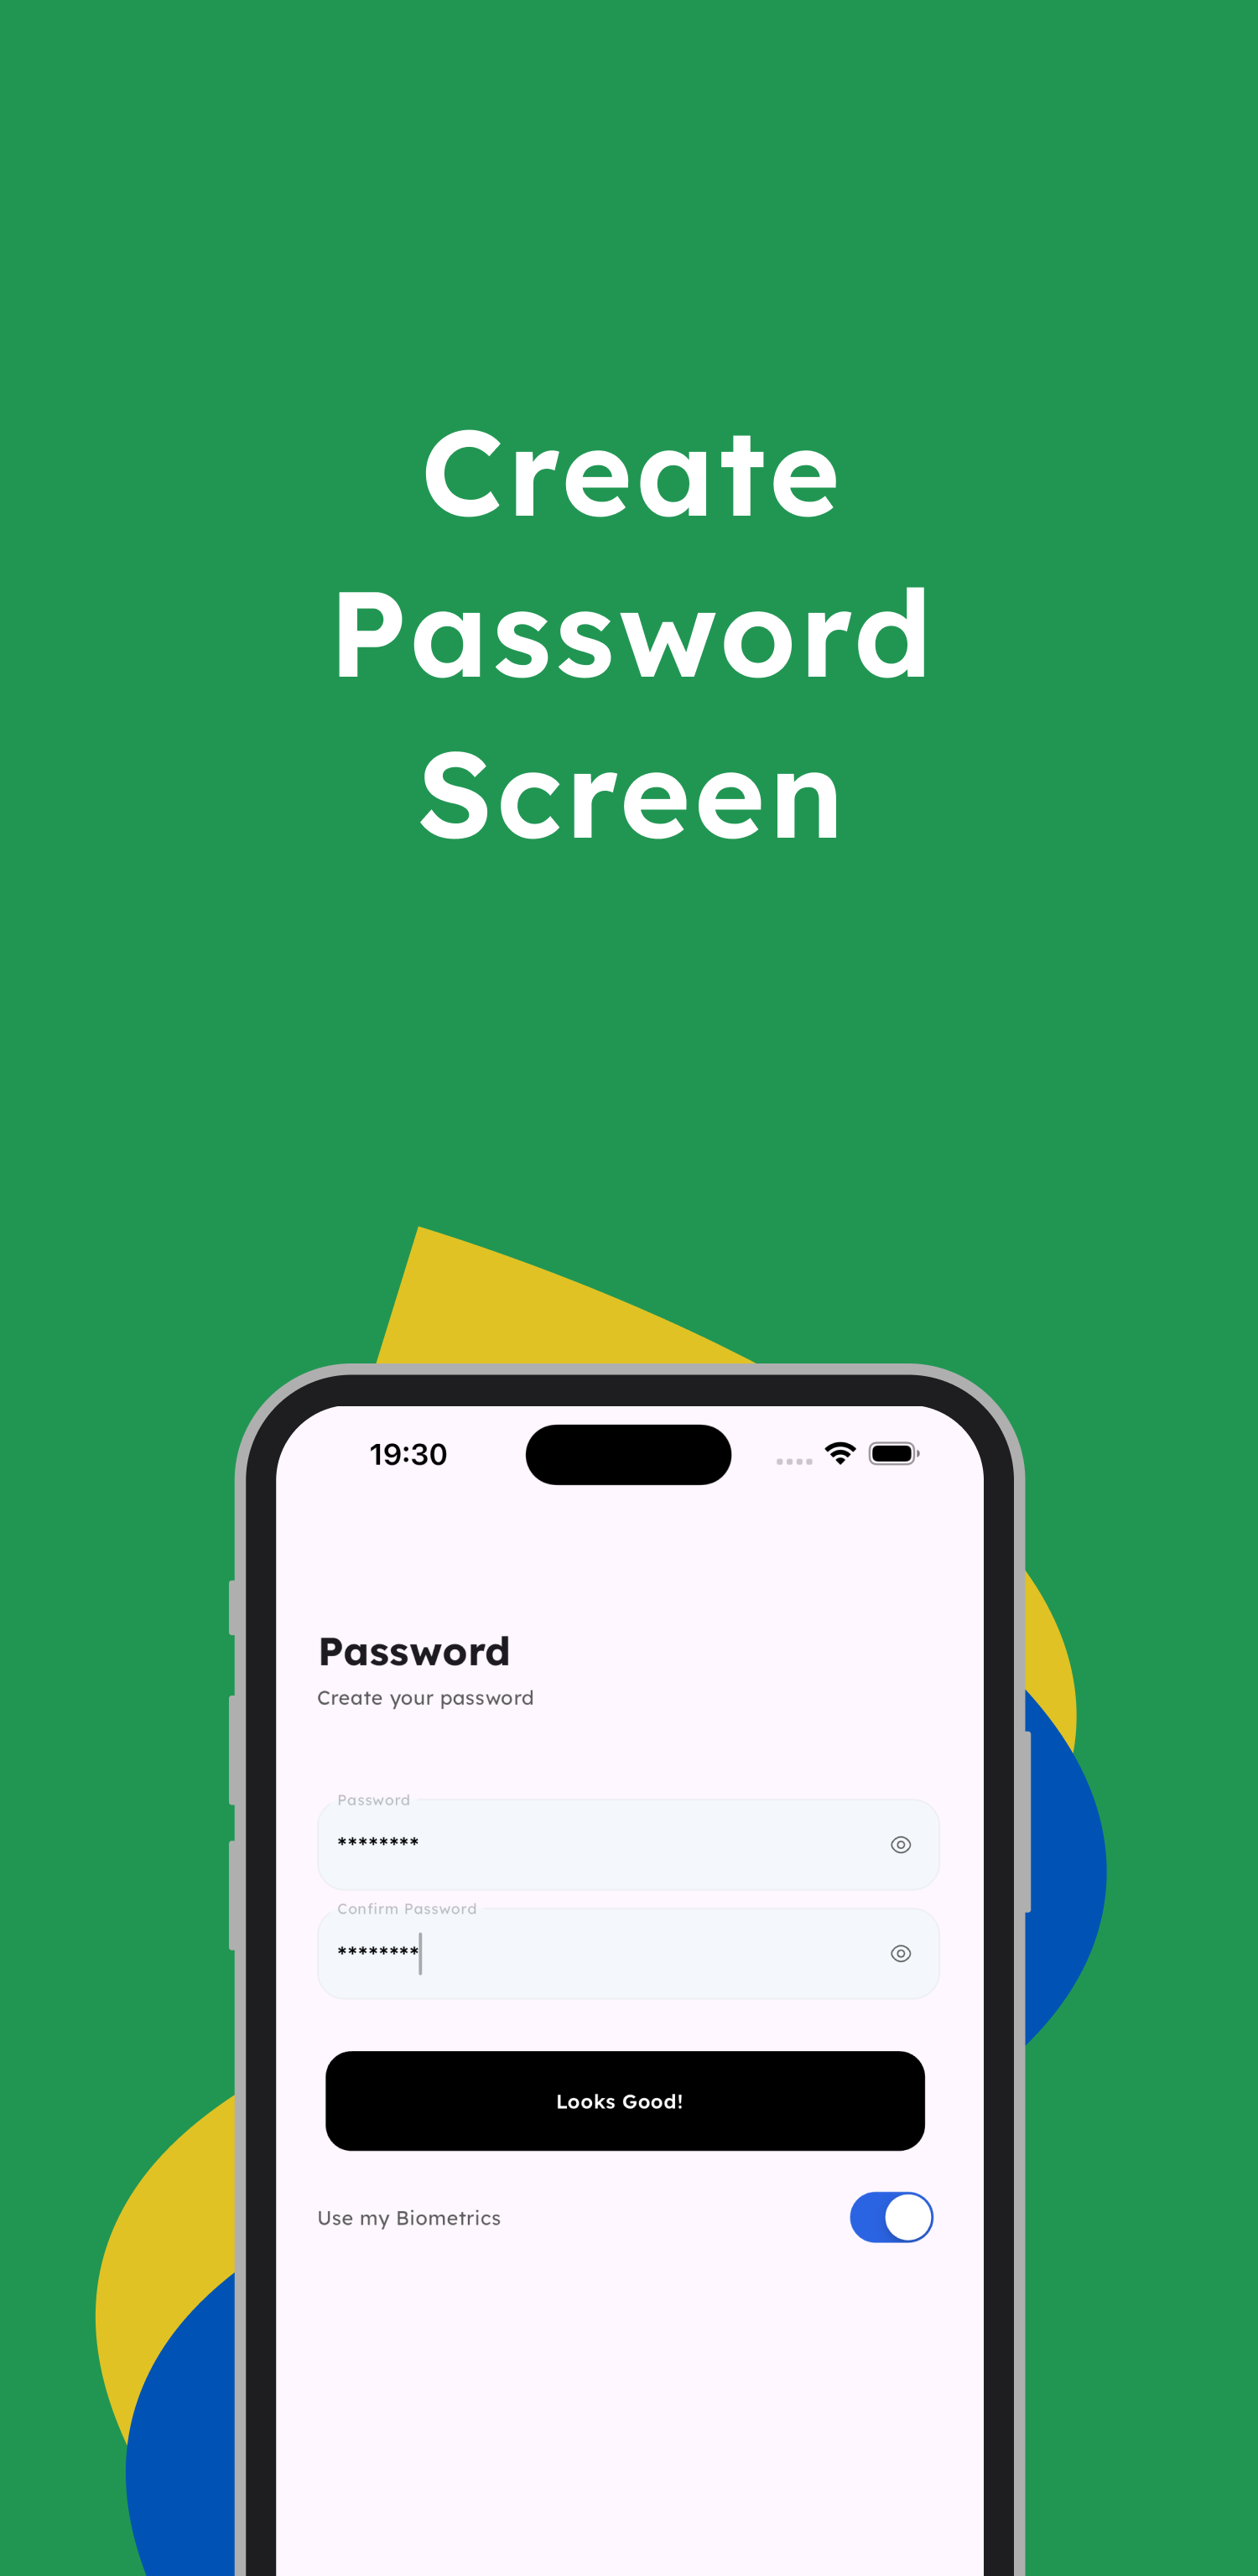 Create
Password
Screen
19:30
Password
Create your password
Password
********
Confirm Password
********
Looks Good!
Use my Biometrics